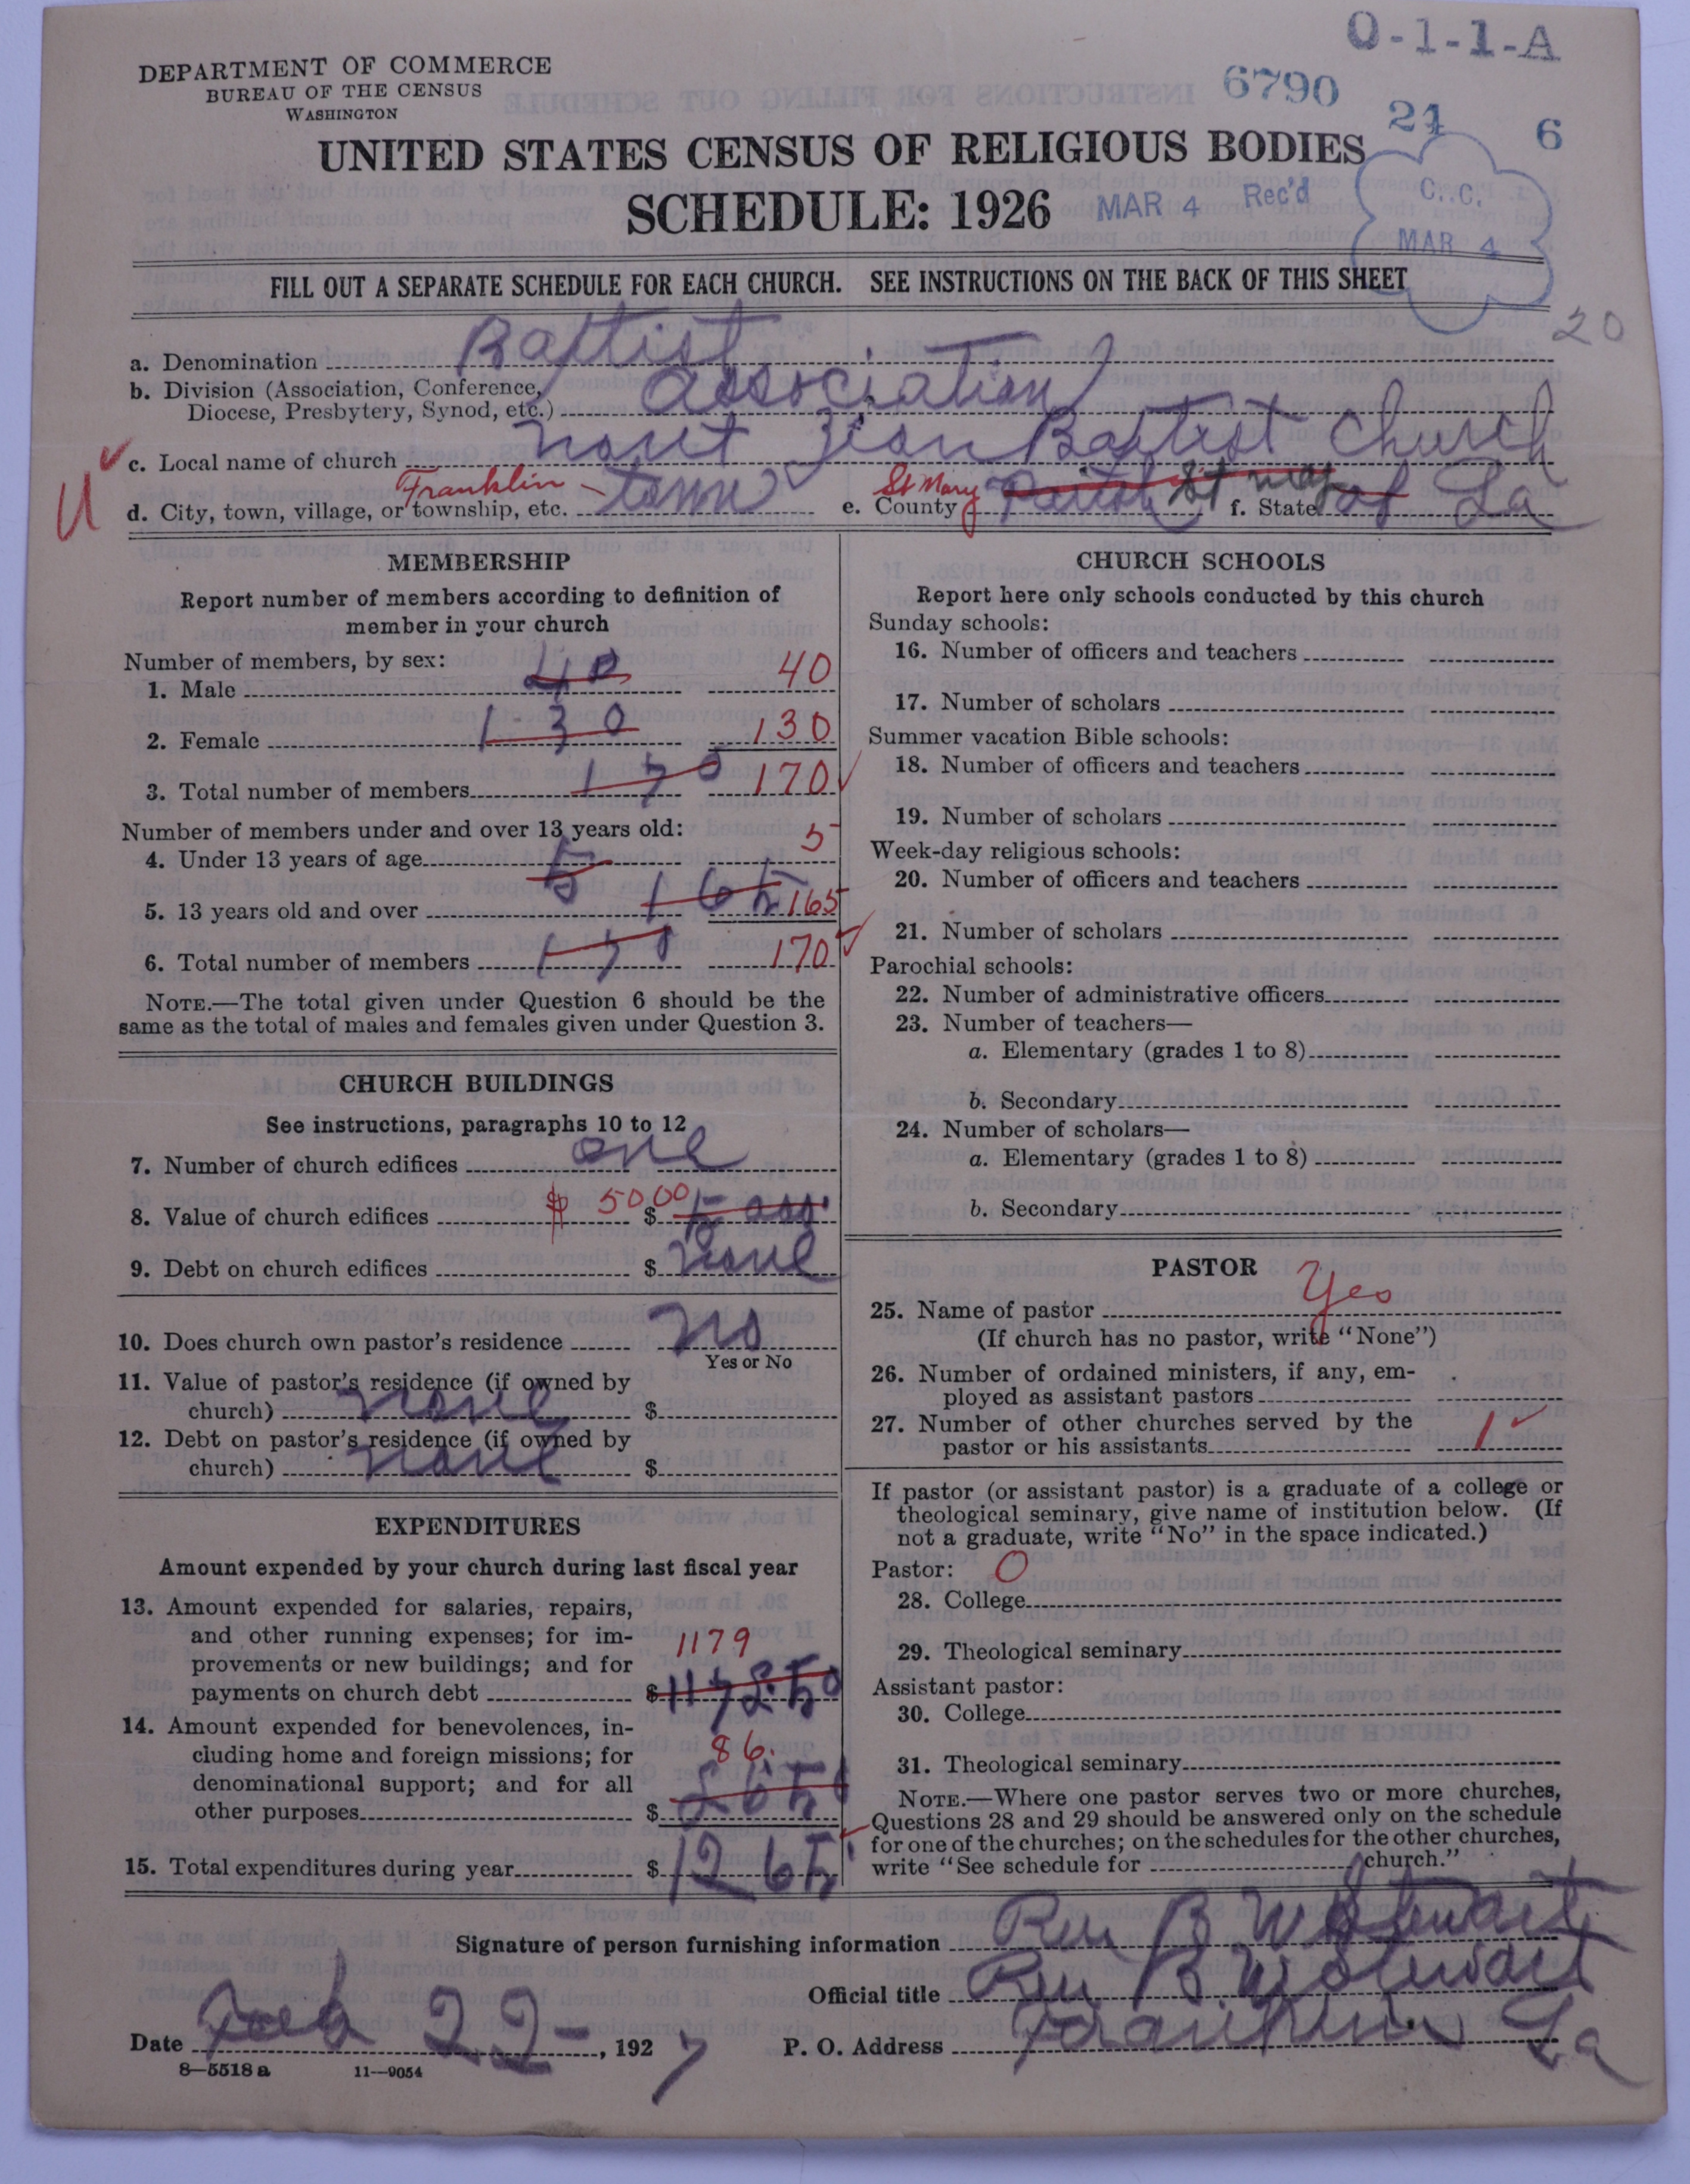 O-1-1-A
DEPARTMENT OF COMMERCE
BUREAU OF THE CENSUS
WASHINGTON
6790
24
6
UNITED STATES CENSUS OF RELIGIOUS BODIES
SCHEDULE: 1926
MAR 4 Rec'd
C..C.
MAR 4
FILL OUT A SEPARATE SCHEDULE FOR EACH CHURCH. SEE INSTRUCTIONS ON THE BACK OF THIS SHEET
20
a. Denomination Baptist
b. Division (Association, Conference,
Diocese, Presbytery, Synod, etc.) association
c. Local name of church mount zion Baptist Church
d. City, town, village, or township, etc. Franklin - town
e. County St Mary Parish St mary f. State of La
MEMBERSHIP
Report number of members according to definition of
member in your church
Number of members, by sex:
1. Male 40 40
2. Female 130 130
3. Total number of members 170 170
Number of members under and over 13 years old:
4. Under 13 years of age 5 5
5. 13 years old and over 165 165
6. Total number of members 170 170
NOTE.—The total given under Question 6 should be the
same as the total of males and females given under Question 3.
CHURCH BUILDINGS
See instructions, paragraphs 10 to 12
7. Number of church edifices one
8. Value of church edifices $ 5000 $ 5000
9. Debt on church edifices $ none
10. Does church own pastor's residence no
Yes or No
11. Value of pastor's residence (if owned by
church) none $
12. Debt on pastor's residence (if owned by
church) none $
EXPENDITURES
Amount expended by your church during last fiscal year
13. Amount expended for salaries, repairs,
and other running expenses; for im-
provements or new buildings; and for
payments on church debt 1179 $ 1178.50
14. Amount expended for benevolences, in-
cluding home and foreign missions; for
denominational support; and for all
other purposes 86. $ 8650
15. Total expenditures during year $ 1265
CHURCH SCHOOLS
Report here only schools conducted by this church
Sunday schools:
16. Number of officers and teachers
17. Number of scholars
Summer vacation Bible schools:
18. Number of officers and teachers
19. Number of scholars
Week-day religious schools:
20. Number of officers and teachers
21. Number of scholars
Parochial schools:
22. Number of administrative officers
23. Number of teachers—
a. Elementary (grades 1 to 8)
b. Secondary
24. Number of scholars—
a. Elementary (grades 1 to 8)
b. Secondary
PASTOR
25. Name of pastor Yes
(If church has no pastor, write "None")
26. Number of ordained ministers, if any, em-
ployed as assistant pastors
27. Number of other churches served by the
pastor or his assistants 1
If pastor (or assistant pastor) is a graduate of a college or
theological seminary, give name of institution below. (If
not a graduate, write "No" in the space indicated.)
Pastor: O
28. College
29. Theological seminary
Assistant pastor:
30. College
31. Theological seminary
NOTE.—Where one pastor serves two or more churches,
Questions 28 and 29 should be answered only on the schedule
for one of the churches; on the schedules for the other churches,
write "See schedule for church."
Signature of person furnishing information Rev B. W Stewart
Official title Rev B. W Stewart
Date Feb 22-, 1927 P. O. Address Franklin La
8—5518a 11—9054